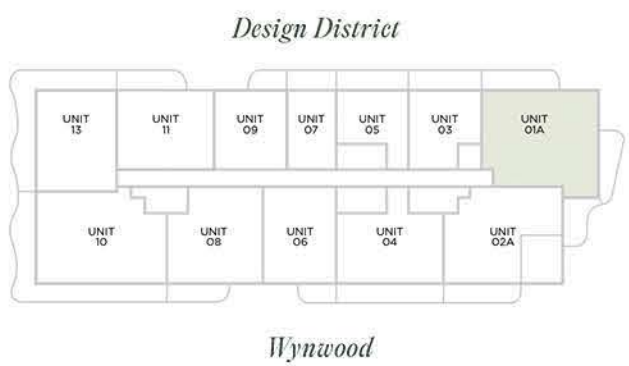 Design District
UNIT
13
UNIT
11
UNIT
09
UNIT
07
UNIT
05
UNIT
03
UNIT
01A
UNIT
10
UNIT
08
UNIT
06
UNIT
04
UNIT
02A
Wynwood